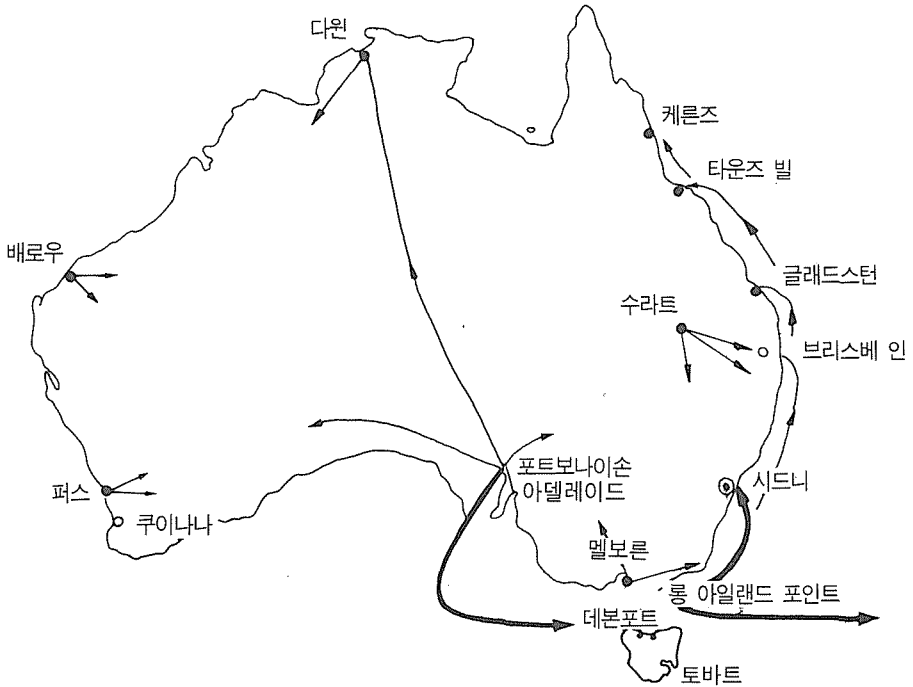 다윈
케른즈
타운즈 빌
배로우
글래드스턴
수라트
브리스베 인
포트보나이손
아델레이드
퍼스
시드니
쿠이나나
멜보른
롱 아일랜드 포인트
데본포트
토바트